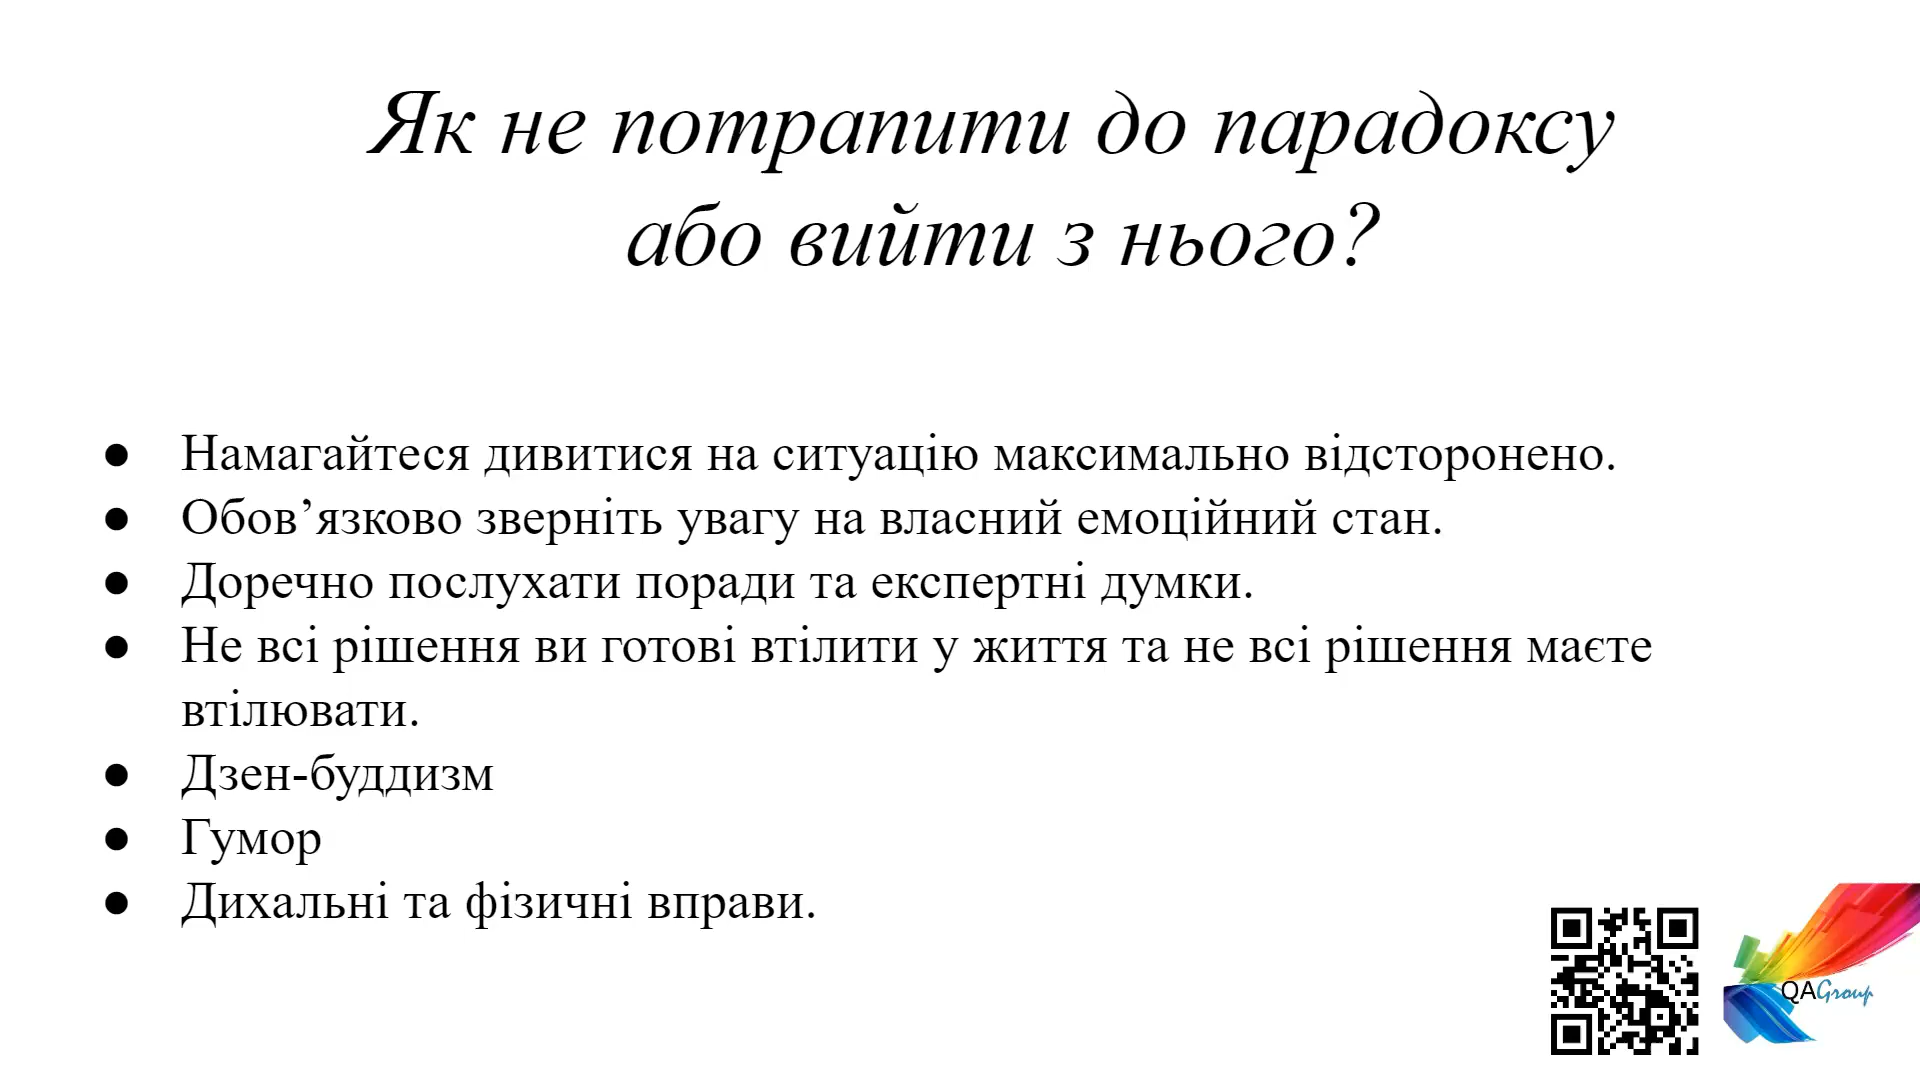 Як не потрапити до парадоксу
або вийти з нього?
● Намагайтеся дивитися на ситуацію максимально відсторонено.
● Обов’язково зверніть увагу на власний емоційний стан.
● Доречно послухати поради та експертні думки.
● Не всі рішення ви готові втілити у життя та не всі рішення маєте
втілювати.
● Дзен-буддизм
● Гумор
● Дихальні та фізичні вправи.
QAGroup